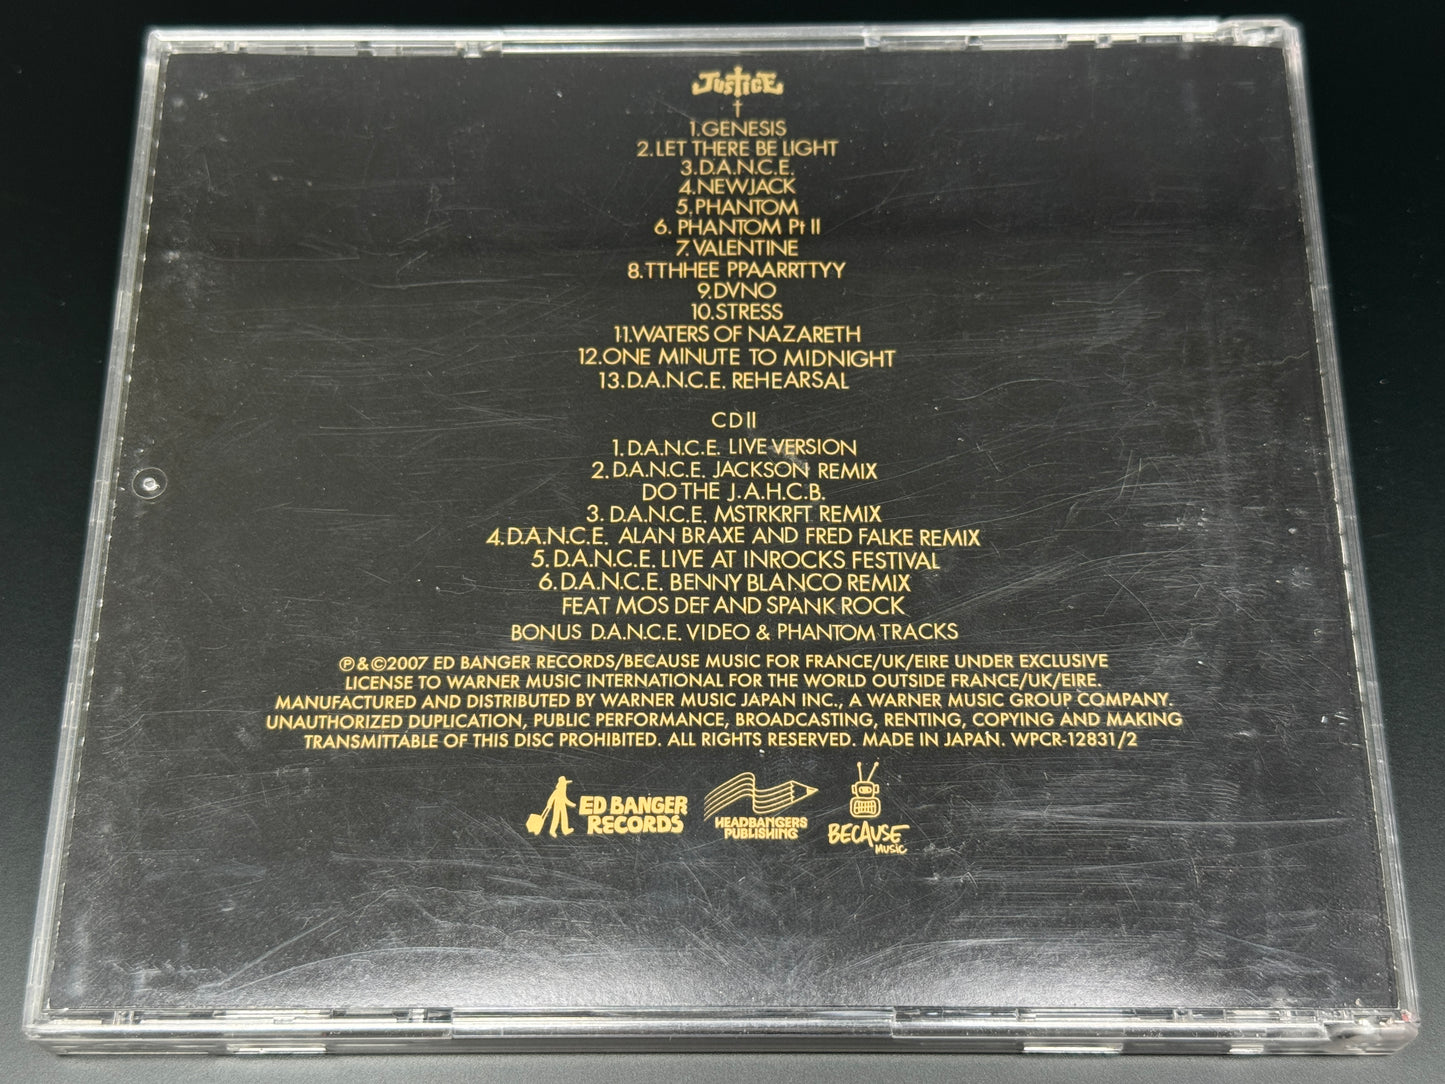 JUSTICE
†
1.GENESIS
2.LET THERE BE LIGHT
3.D.A.N.C.E.
4.NEWJACK
5.PHANTOM
6. PHANTOM Pt II
7.VALENTINE
8.TTHHEE PPAARRTTYY
9.DVNO
10.STRESS
11.WATERS OF NAZARETH
12.ONE MINUTE TO MIDNIGHT
13.D.A.N.C.E. REHEARSAL
CD II
1.D.A.N.C.E. LIVE VERSION
2.D.A.N.C.E. JACKSON REMIX
DO THE J.A.H.C.B.
3. D.A.N.C.E. MSTRKRFT REMIX
4.D.A.N.C.E. ALAN BRAXE AND FRED FALKE REMIX
5.D.A.N.C.E. LIVE AT INROCKS FESTIVAL
6.D.A.N.C.E. BENNY BLANCO REMIX
FEAT MOS DEF AND SPANK ROCK
BONUS D.A.N.C.E. VIDEO & PHANTOM TRACKS
℗&©2007 ED BANGER RECORDS/BECAUSE MUSIC FOR FRANCE/UK/EIRE UNDER EXCLUSIVE
LICENSE TO WARNER MUSIC INTERNATIONAL FOR THE WORLD OUTSIDE FRANCE/UK/EIRE.
MANUFACTURED AND DISTRIBUTED BY WARNER MUSIC JAPAN INC., A WARNER MUSIC GROUP COMPANY.
UNAUTHORIZED DUPLICATION, PUBLIC PERFORMANCE, BROADCASTING, RENTING, COPYING AND MAKING
TRANSMITTABLE OF THIS DISC PROHIBITED. ALL RIGHTS RESERVED. MADE IN JAPAN. WPCR-12831/2
ED BANGER
RECORDS
HEADBANGERS
PUBLISHING
BECAUSE
MUSIC